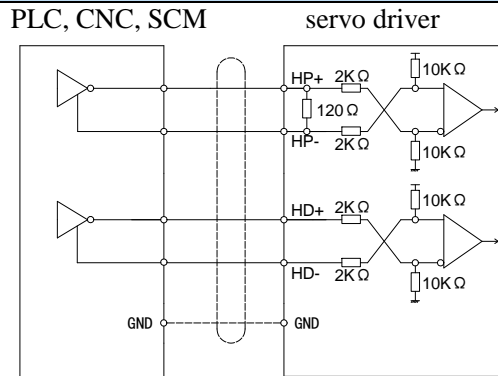 PLC, CNC, SCM servo driver
HP+ 2KΩ 10KΩ
120Ω
HP- 2KΩ 10KΩ
HD+ 2KΩ 10KΩ
HD- 2KΩ 10KΩ
GND GND